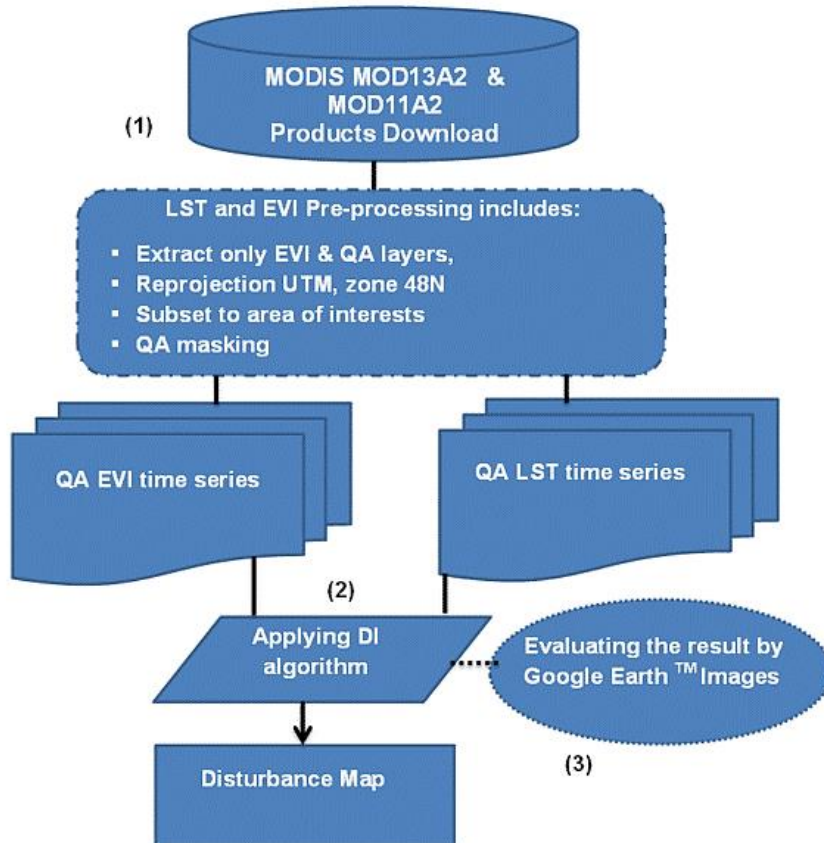 MODIS MOD13A2 &
MOD11A2
Products Download
(1)
LST and EVI Pre-processing includes:
▪ Extract only EVI & QA layers,
▪ Reprojection UTM, zone 48N
▪ Subset to area of interests
▪ QA masking
QA EVI time series
QA LST time series
(2)
Applying DI
algorithm
Evaluating the result by
Google Earth ™ Images
(3)
Disturbance Map